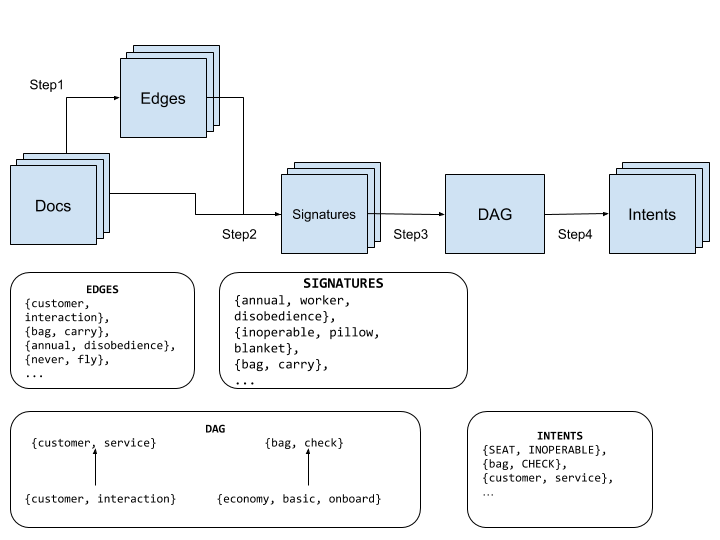 Step1
Edges
Docs
Signatures
DAG
Intents
Step2
Step3
Step4
EDGES
{customer,
interaction},
{bag, carry},
{annual, disobedience},
{never, fly},
...
SIGNATURES
{annual, worker,
disobedience},
{inoperable, pillow,
blanket},
{bag, carry},
...
DAG
{customer, service}
{bag, check}
{customer, interaction}
{economy, basic, onboard}
INTENTS
{SEAT, INOPERABLE},
{bag, CHECK},
{customer, service},
...